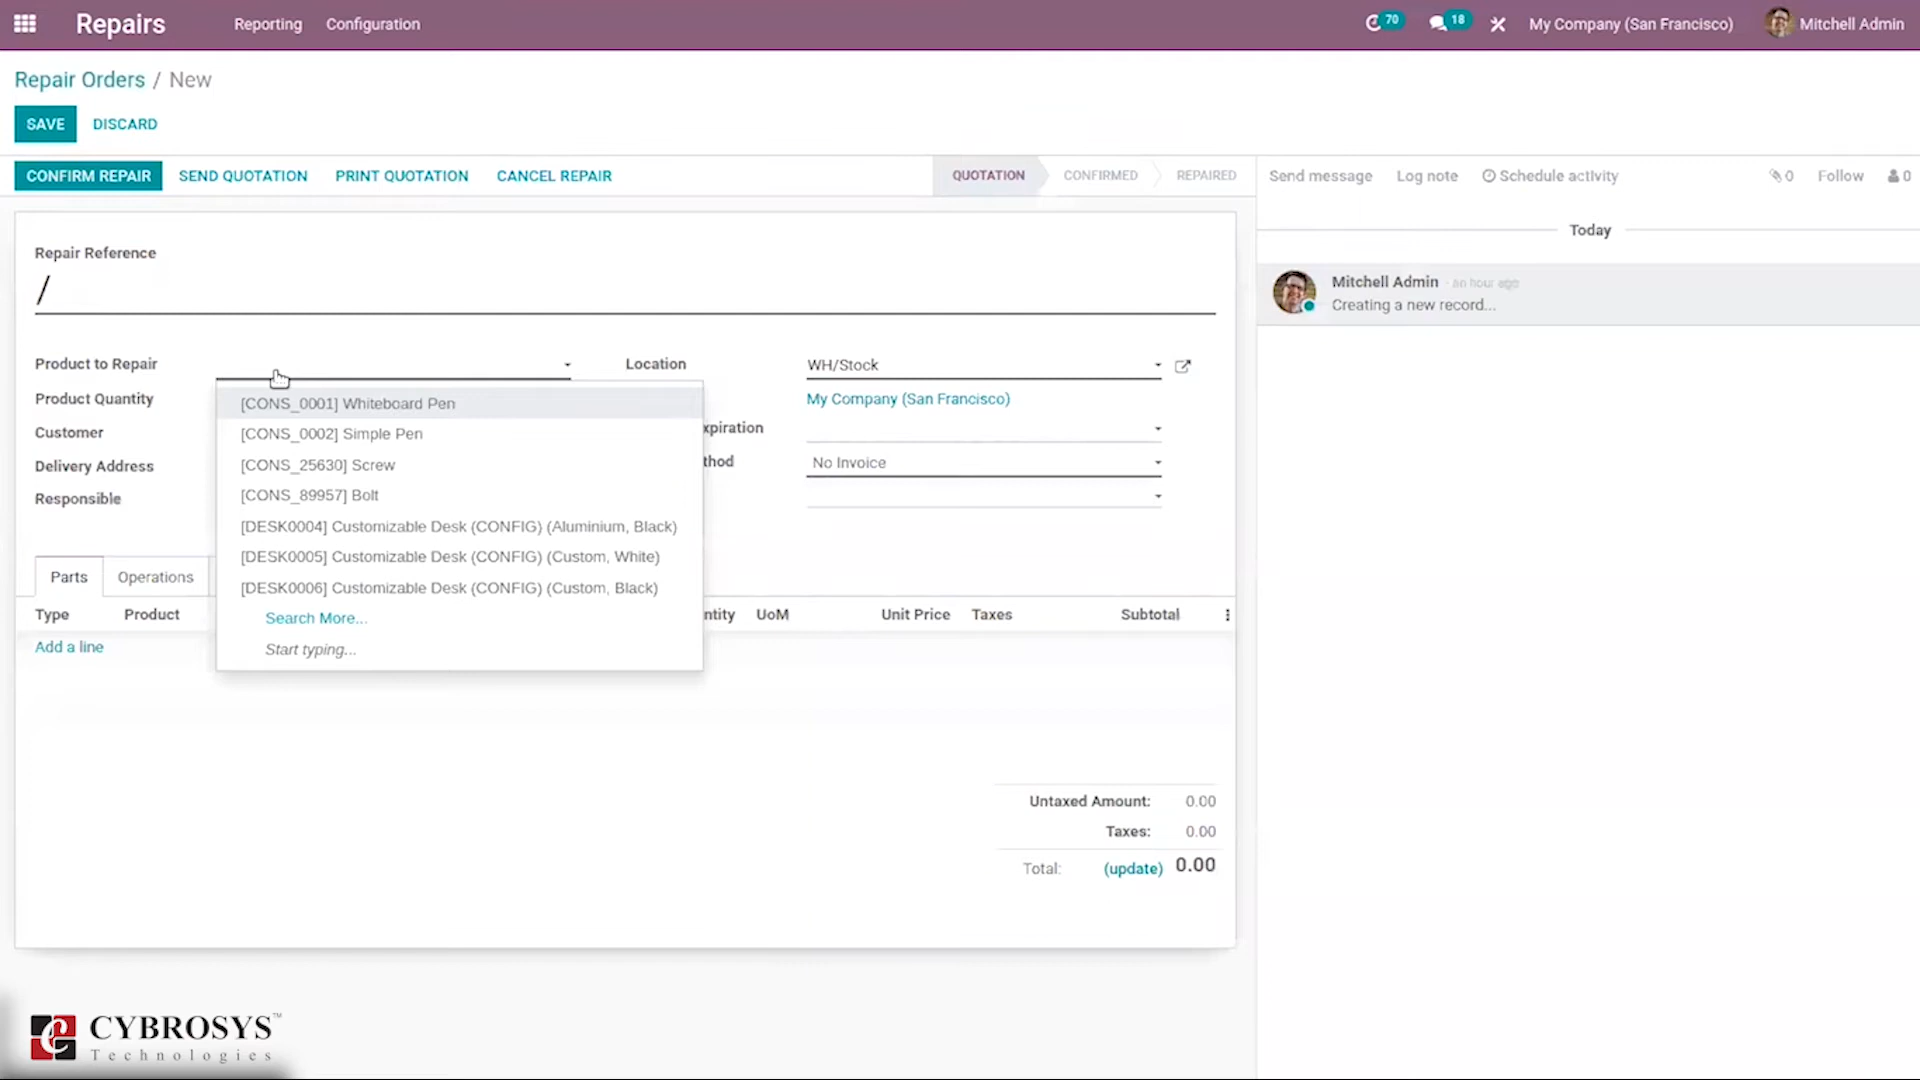 Repairs Reporting Configuration 70 18 My Company (San Francisco) Mitchell Admin
Repair Orders / New
SAVE DISCARD
CONFIRM REPAIR SEND QUOTATION PRINT QUOTATION CANCEL REPAIR QUOTATION CONFIRMED REPAIRED Send message Log note Schedule activity 0 Follow 0
Today
Repair Reference
/
Mitchell Admin - an hour ago
Creating a new record...
Product to Repair Location WH/Stock
Product Quantity My Company (San Francisco)
Customer xpiration
Delivery Address thod No Invoice
Responsible
[CONS_0001] Whiteboard Pen
[CONS_0002] Simple Pen
[CONS_25630] Screw
[CONS_89957] Bolt
[DESK0004] Customizable Desk (CONFIG) (Aluminium, Black)
[DESK0005] Customizable Desk (CONFIG) (Custom, White)
[DESK0006] Customizable Desk (CONFIG) (Custom, Black)
Search More...
Start typing...
Parts Operations
Type Product ntity UoM Unit Price Taxes Subtotal
Add a line
Untaxed Amount: 0.00
Taxes: 0.00
Total: (update) 0.00
CYBROSYS™
Technologies